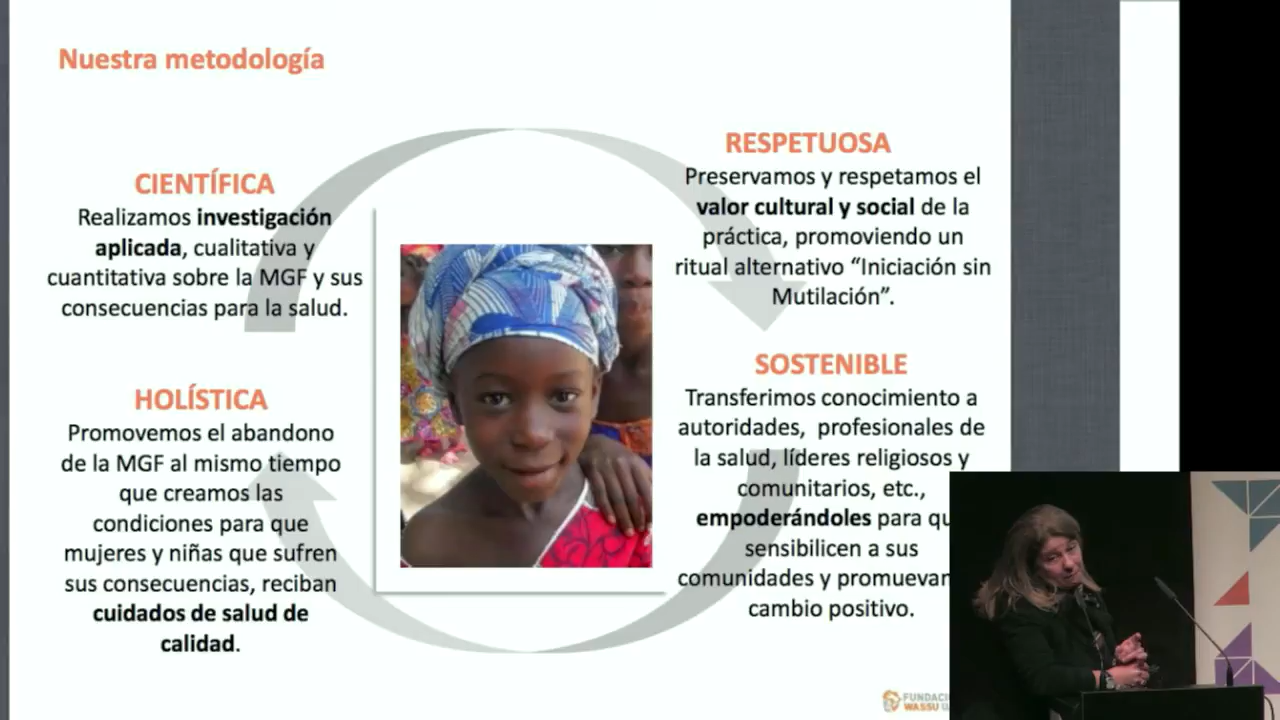 Nuestra metodología
CIENTÍFICA
Realizamos investigación
aplicada, cualitativa y
cuantitativa sobre la MGF y sus
consecuencias para la salud.
HOLÍSTICA
Promovemos el abandono
de la MGF al mismo tiempo
que creamos las
condiciones para que
mujeres y niñas que sufren
sus consecuencias, reciban
cuidados de salud de
calidad.
RESPETUOSA
Preservamos y respetamos el
valor cultural y social de la
práctica, promoviendo un
ritual alternativo “Iniciación sin
Mutilación”.
SOSTENIBLE
Transferimos conocimiento a
autoridades, profesionales de
la salud, líderes religiosos y
comunitarios, etc.,
empoderándoles para
sensibilicen a sus
comunidades y promuevan
cambio positivo.
WASSU